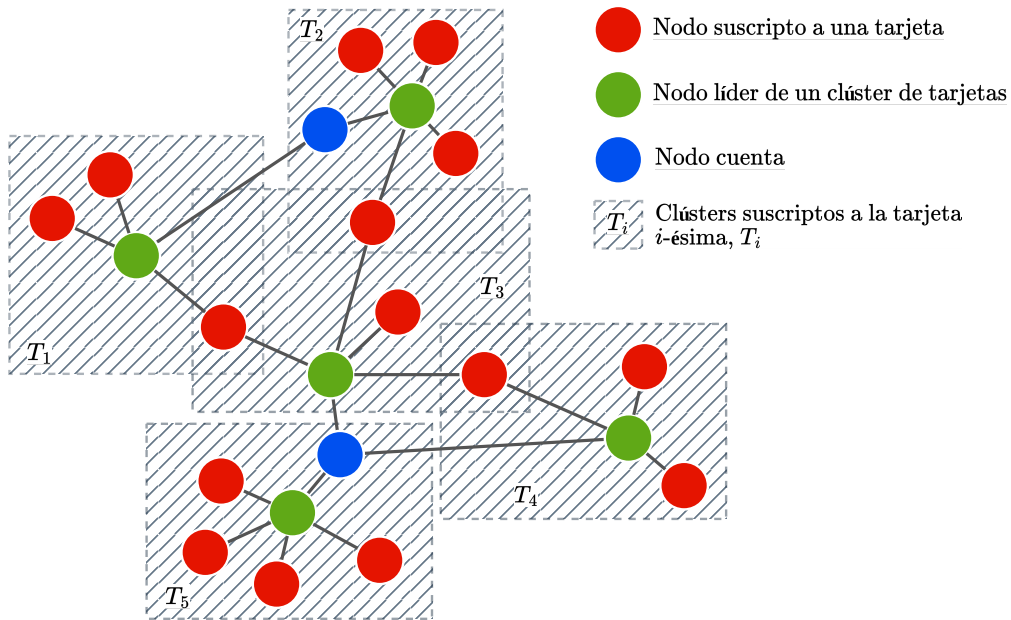 T₂
Nodo suscripto a una tarjeta
Nodo líder de un clúster de tarjetas
Nodo cuenta
Tᵢ
Clústers suscriptos a la tarjeta
i-ésima, Tᵢ
T₃
T₁
T₄
T₅